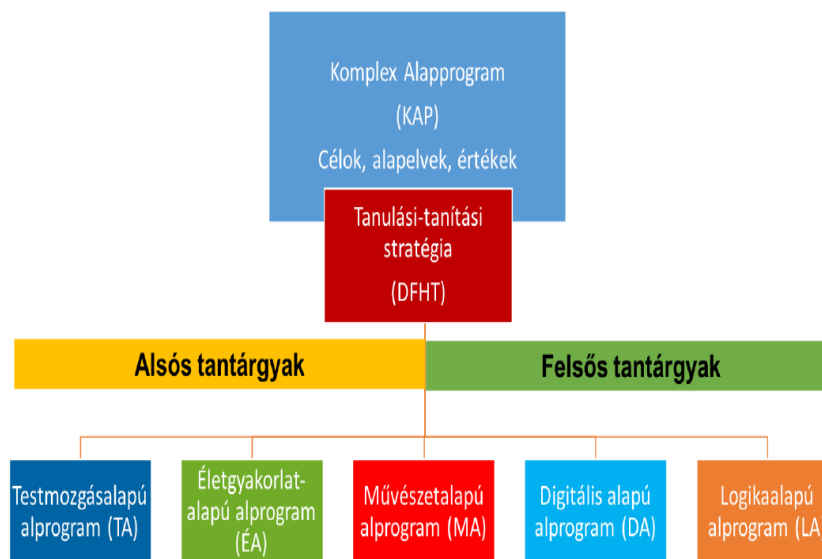 Komplex Alapprogram
(KAP)
Célok, alapelvek, értékek
Tanulási-tanítási
stratégia
(DFHT)
Alsós tantárgyak
Felsős tantárgyak
Testmozgásalapú
alprogram (TA)
Életgyakorlat-
alapú alprogram
(ÉA)
Művészetalapú
alprogram (MA)
Digitális alapú
alprogram (DA)
Logikaalapú
alprogram (LA)